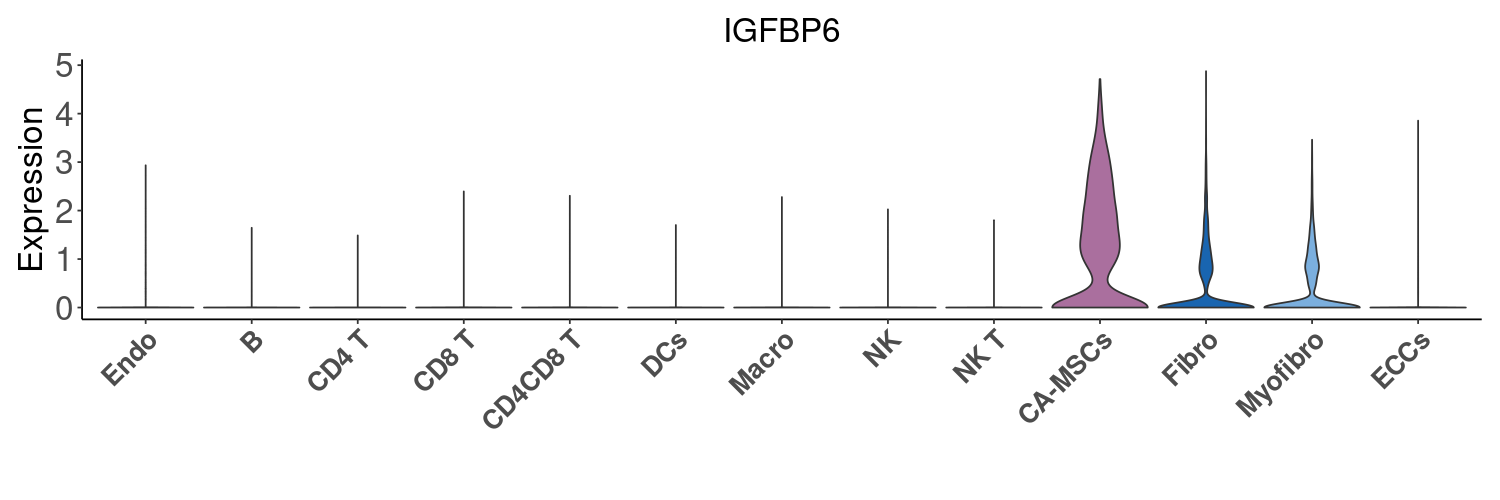 IGFBP6
Expression
5
4
3
2
1
0
Endo
B
CD4 T
CD8 T
CD4CD8 T
DCs
Macro
NK
NK T
CA-MSCs
Fibro
Myofibro
ECCs